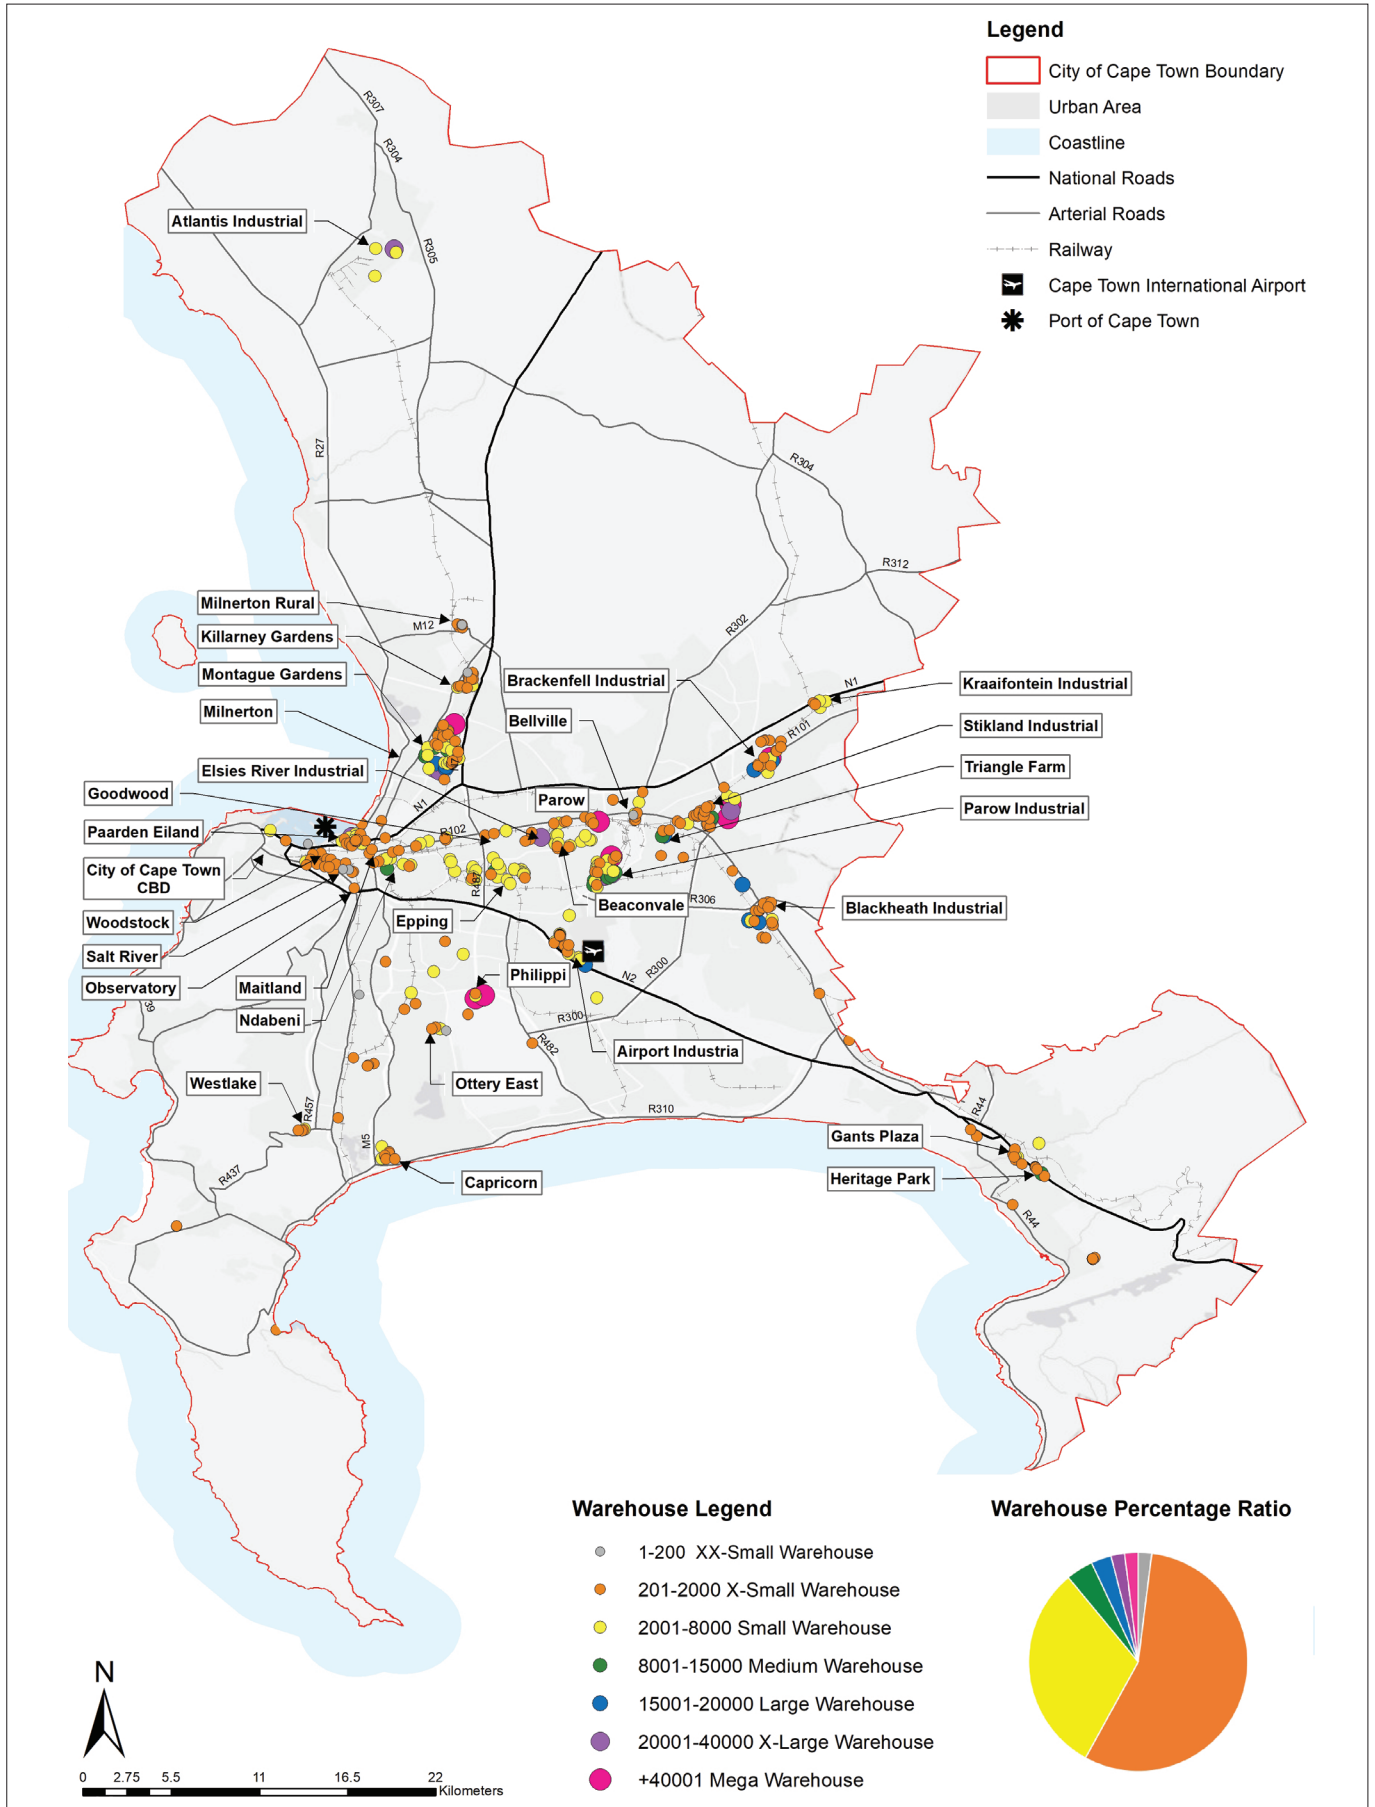 Legend
City of Cape Town Boundary
Urban Area
Coastline
National Roads
Arterial Roads
Railway
Cape Town International Airport
Port of Cape Town
R307
R304
Atlantis Industrial
R305
R27
R304
R312
Milnerton Rural
M12
R302
Killarney Gardens
Montague Gardens
Brackenfell Industrial
N1
Kraaifontein Industrial
Milnerton
Bellville
Stikland Industrial
R101
Elsies River Industrial
N7
Triangle Farm
Goodwood
N1
Parow
Parow Industrial
Paarden Eiland
R102
City of Cape Town
CBD
R487
Beaconvale
R306
Blackheath Industrial
Woodstock
Epping
Salt River
Observatory
Maitland
Philippi
N2
R300
39
Ndabeni
R300
R482
Airport Industria
Westlake
Ottery East
R457
R310
R44
M5
Gants Plaza
R437
Capricorn
Heritage Park
R44
Warehouse Legend
1-200 XX-Small Warehouse
201-2000 X-Small Warehouse
2001-8000 Small Warehouse
8001-15000 Medium Warehouse
15001-20000 Large Warehouse
20001-40000 X-Large Warehouse
+40001 Mega Warehouse
Warehouse Percentage Ratio
N
0 2.75 5.5 11 16.5 22
Kilometers